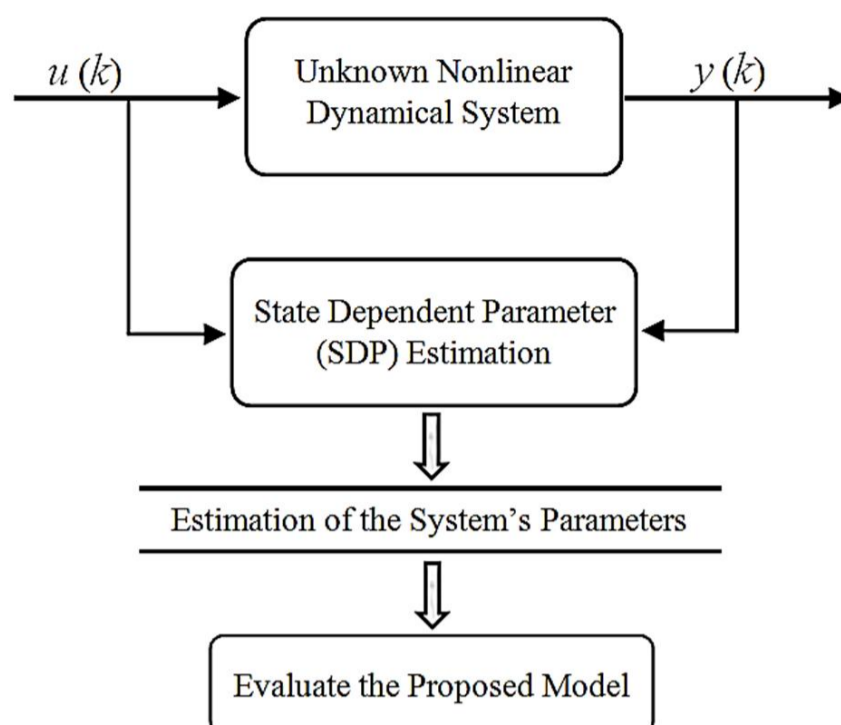 u (k)
Unknown Nonlinear
Dynamical System
y (k)
State Dependent Parameter
(SDP) Estimation
Estimation of the System's Parameters
Evaluate the Proposed Model